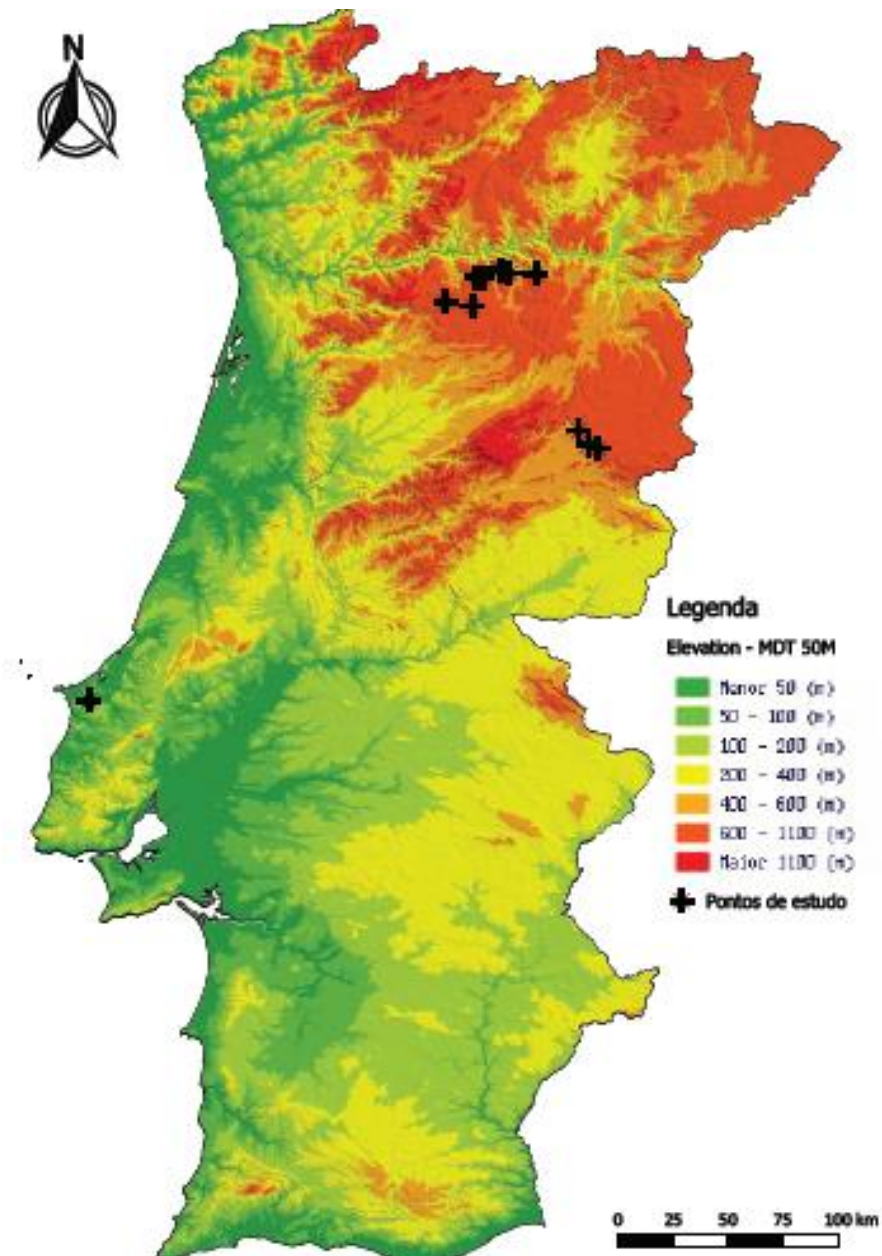 N
Legenda
Elevation - MDT 50M
Menor 50 (m)
50 - 100 (m)
100 - 200 (m)
200 - 400 (m)
400 - 600 (m)
600 - 1100 (m)
Maior 1100 (m)
Pontos de estudo
0 25 50 75 100 km